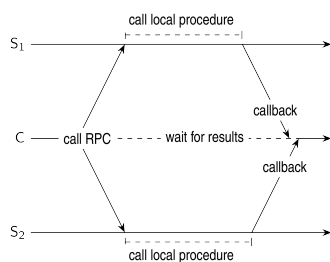 call local procedure
S1
callback
C call RPC wait for results
callback
S2
call local procedure